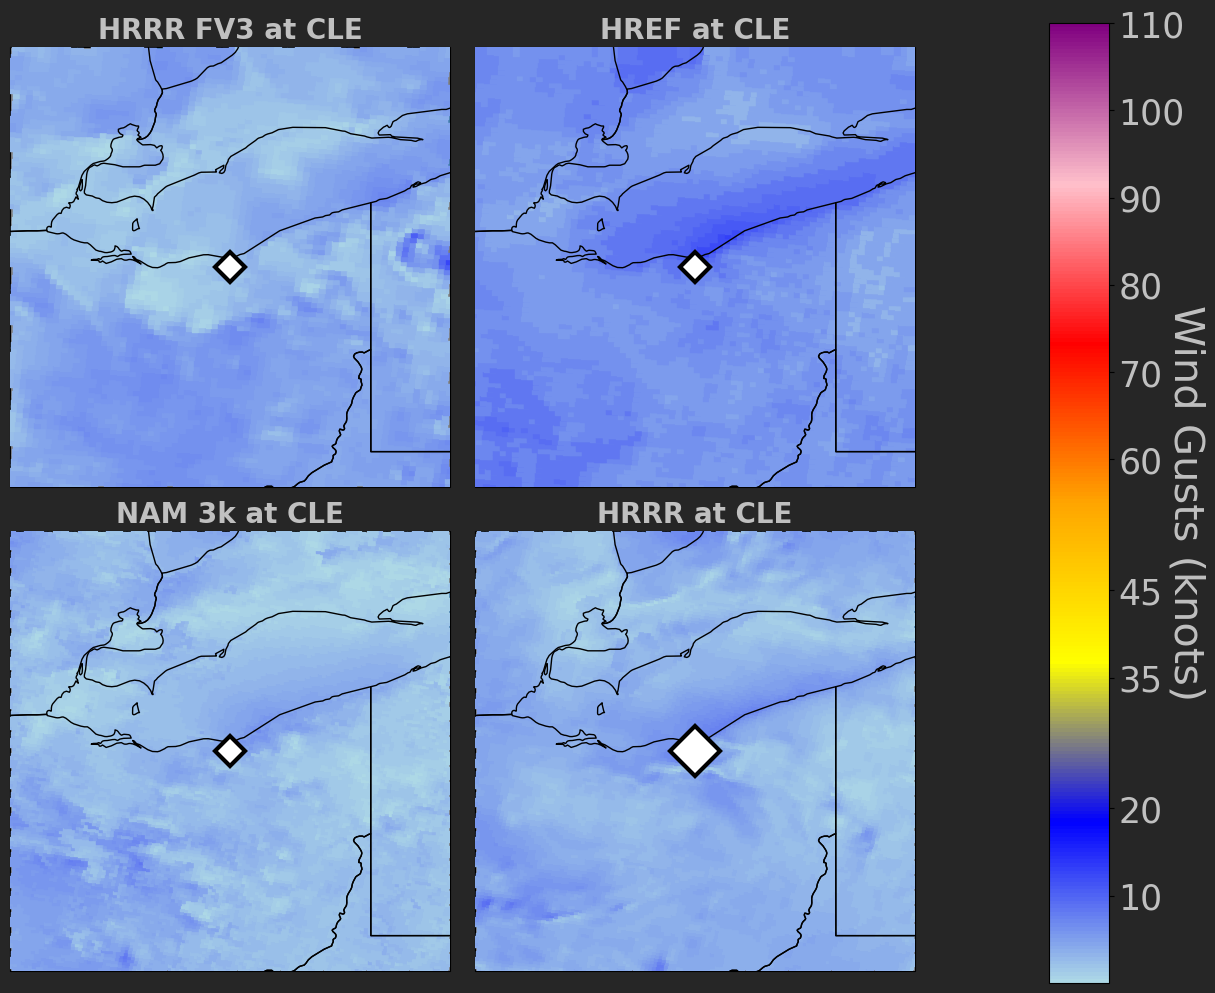 HRRR FV3 at CLE
HREF at CLE
NAM 3k at CLE
HRRR at CLE
110
100
90
80
70
60
45
35
20
10
Wind Gusts (knots)